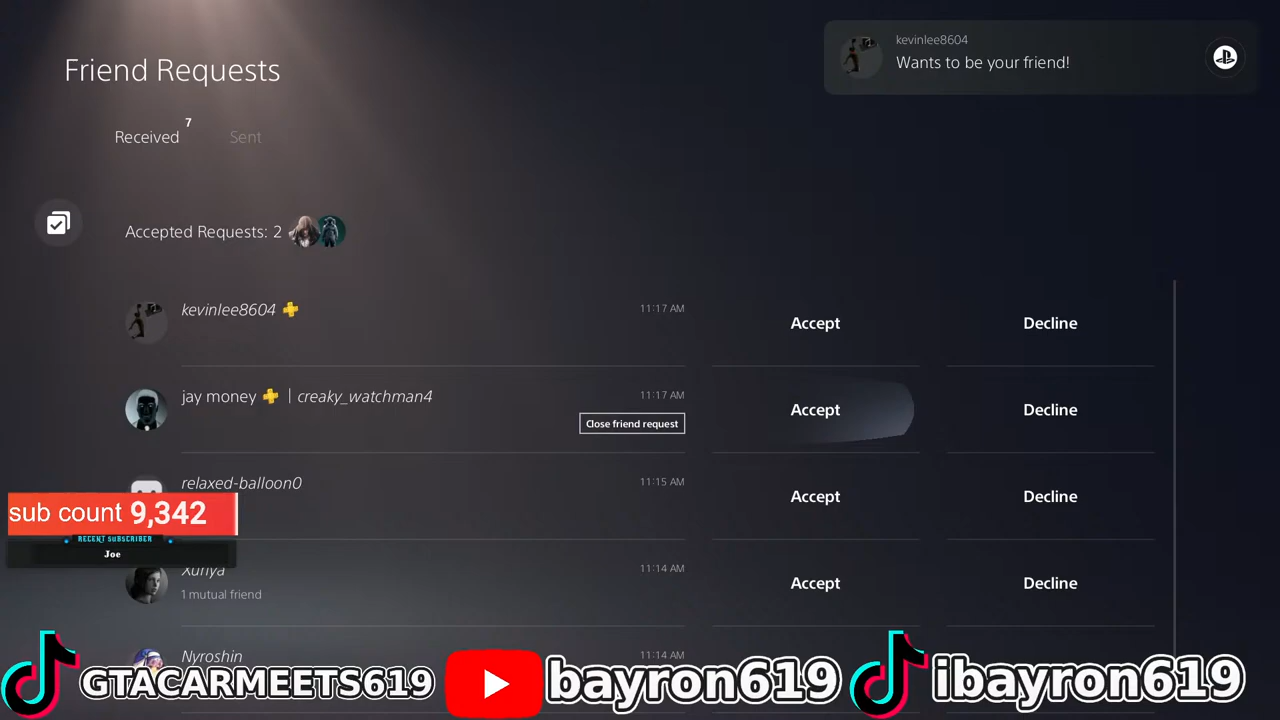 kevinlee8604
Wants to be your friend!
Friend Requests
Received 7 Sent
Accepted Requests: 2
kevinlee8604 11:17 AM Accept Decline
jay money | creaky_watchman4 11:17 AM Accept Decline
Close friend request
relaxed-balloon0 11:15 AM Accept Decline
sub count 9,342
RECENT SUBSCRIBER
Joe
Xuriya 11:14 AM Accept Decline
1 mutual friend
Nyroshin 11:14 AM
GTACARMEETS619 bayron619 ibayron619